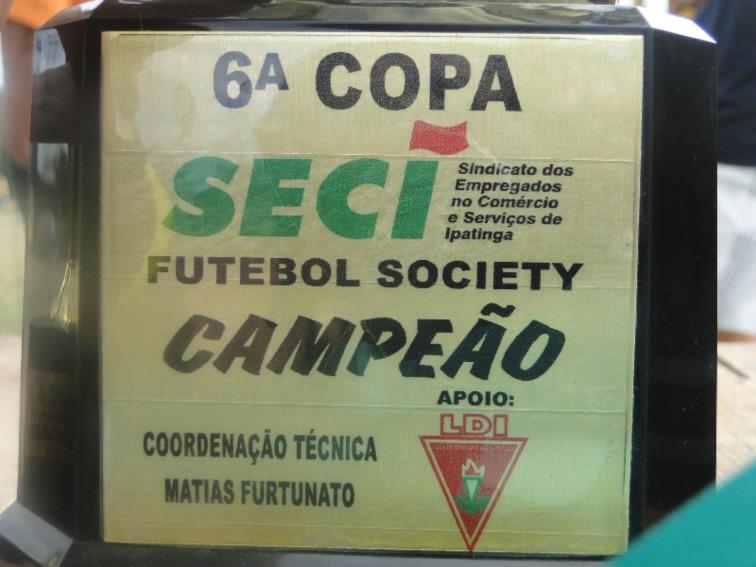 6A COPA
SECI
Sindicato dos
Empregados
no Comércio
e Serviços de
Ipatinga
FUTEBOL SOCIETY
CAMPEÃO
APOIO:
LDI
COORDENAÇÃO TÉCNICA
MATIAS FURTUNATO